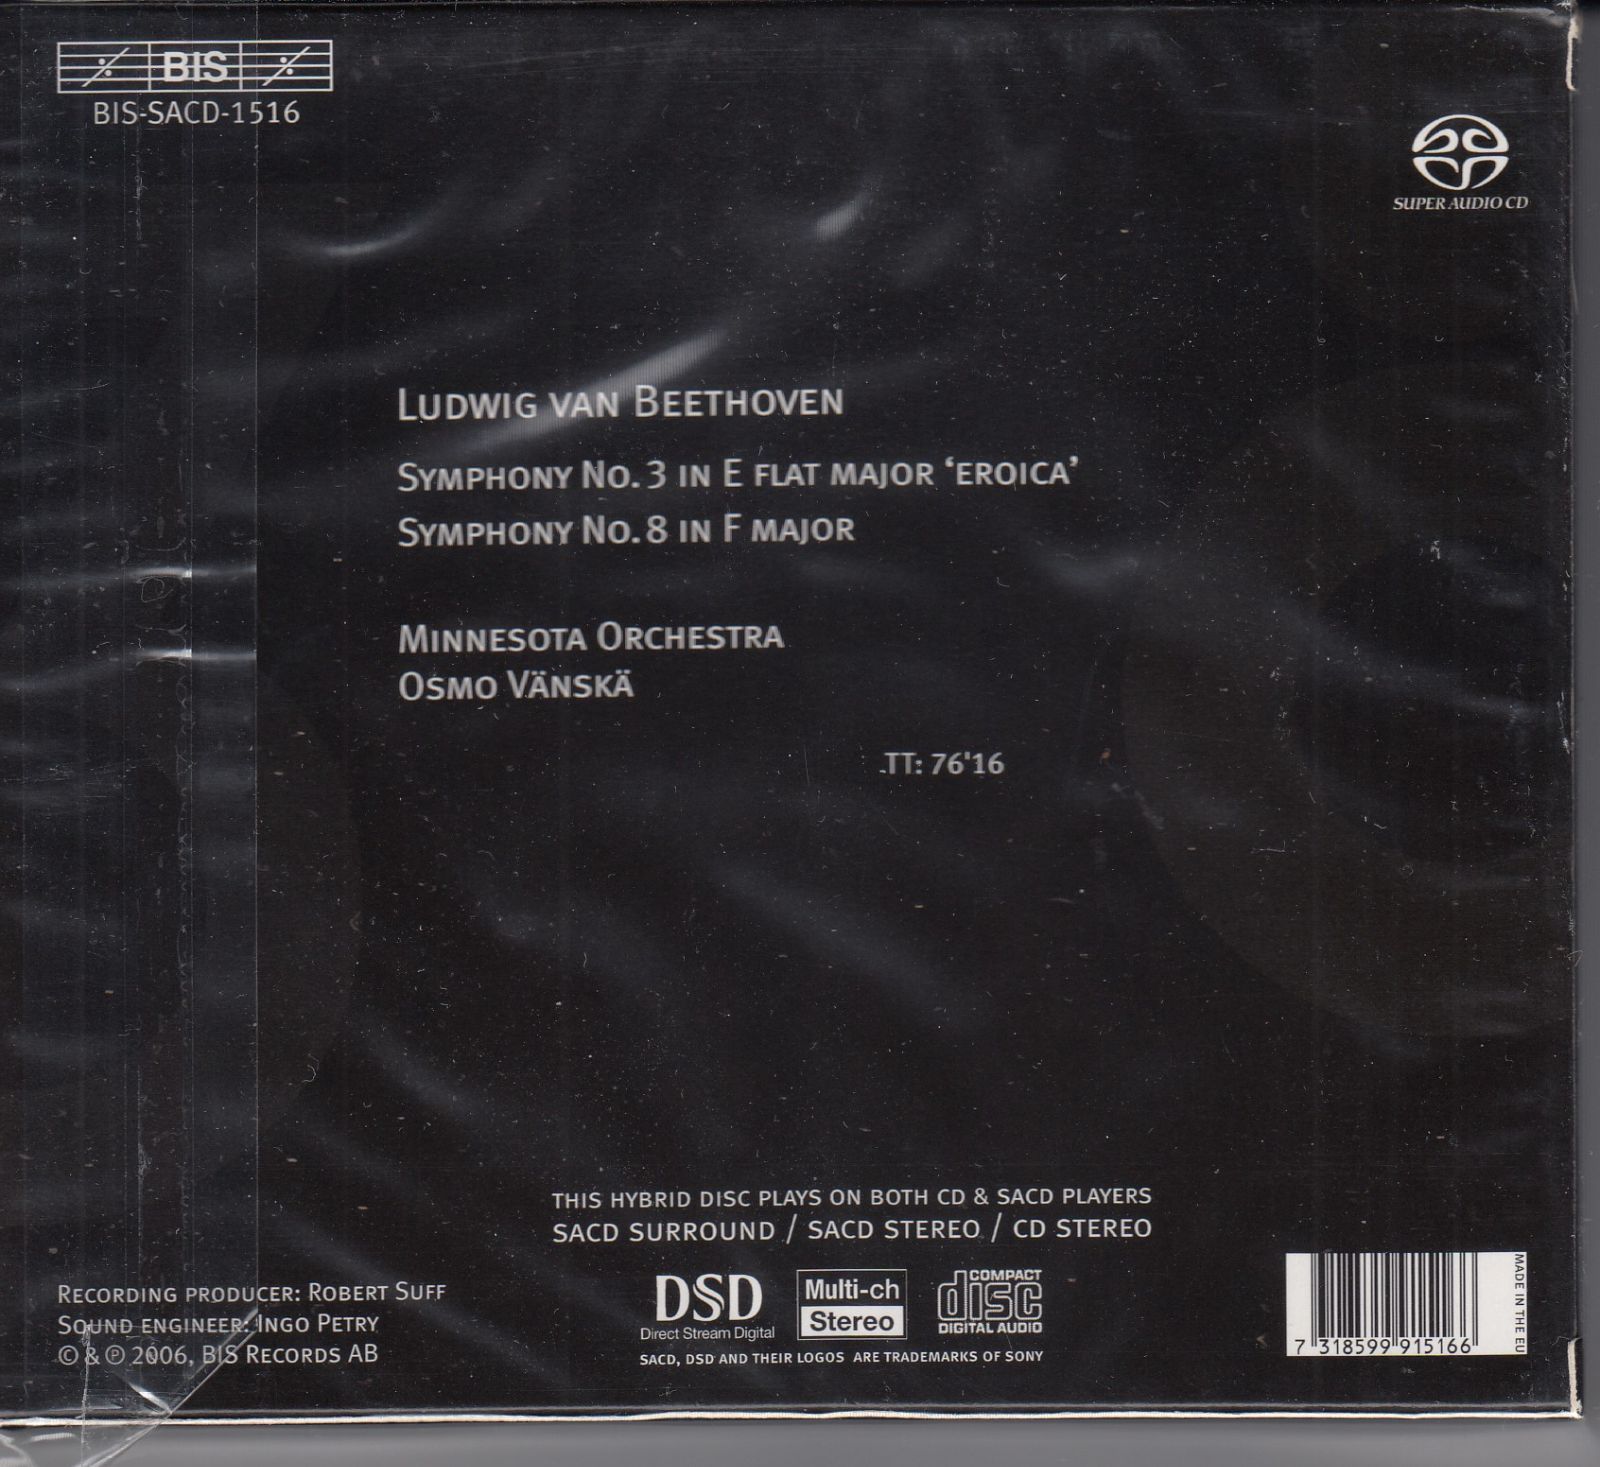 BIS
BIS-SACD-1516
SUPER AUDIO CD
LUDWIG VAN BEETHOVEN
SYMPHONY NO. 3 IN E FLAT MAJOR ‘EROICA’
SYMPHONY NO. 8 IN F MAJOR
MINNESOTA ORCHESTRA
OSMO VÄNSKÄ
TT: 76'16
THIS HYBRID DISC PLAYS ON BOTH CD & SACD PLAYERS
SACD SURROUND / SACD STEREO / CD STEREO
RECORDING PRODUCER: ROBERT SUFF
SOUND ENGINEER: INGO PETRY
© & ℗ 2006, BIS RECORDS AB
DSD
Direct Stream Digital
Multi-ch
Stereo
COMPACT
disc
DIGITAL AUDIO
SACD, DSD AND THEIR LOGOS ARE TRADEMARKS OF SONY
7 318599 915166
MADE IN THE EU